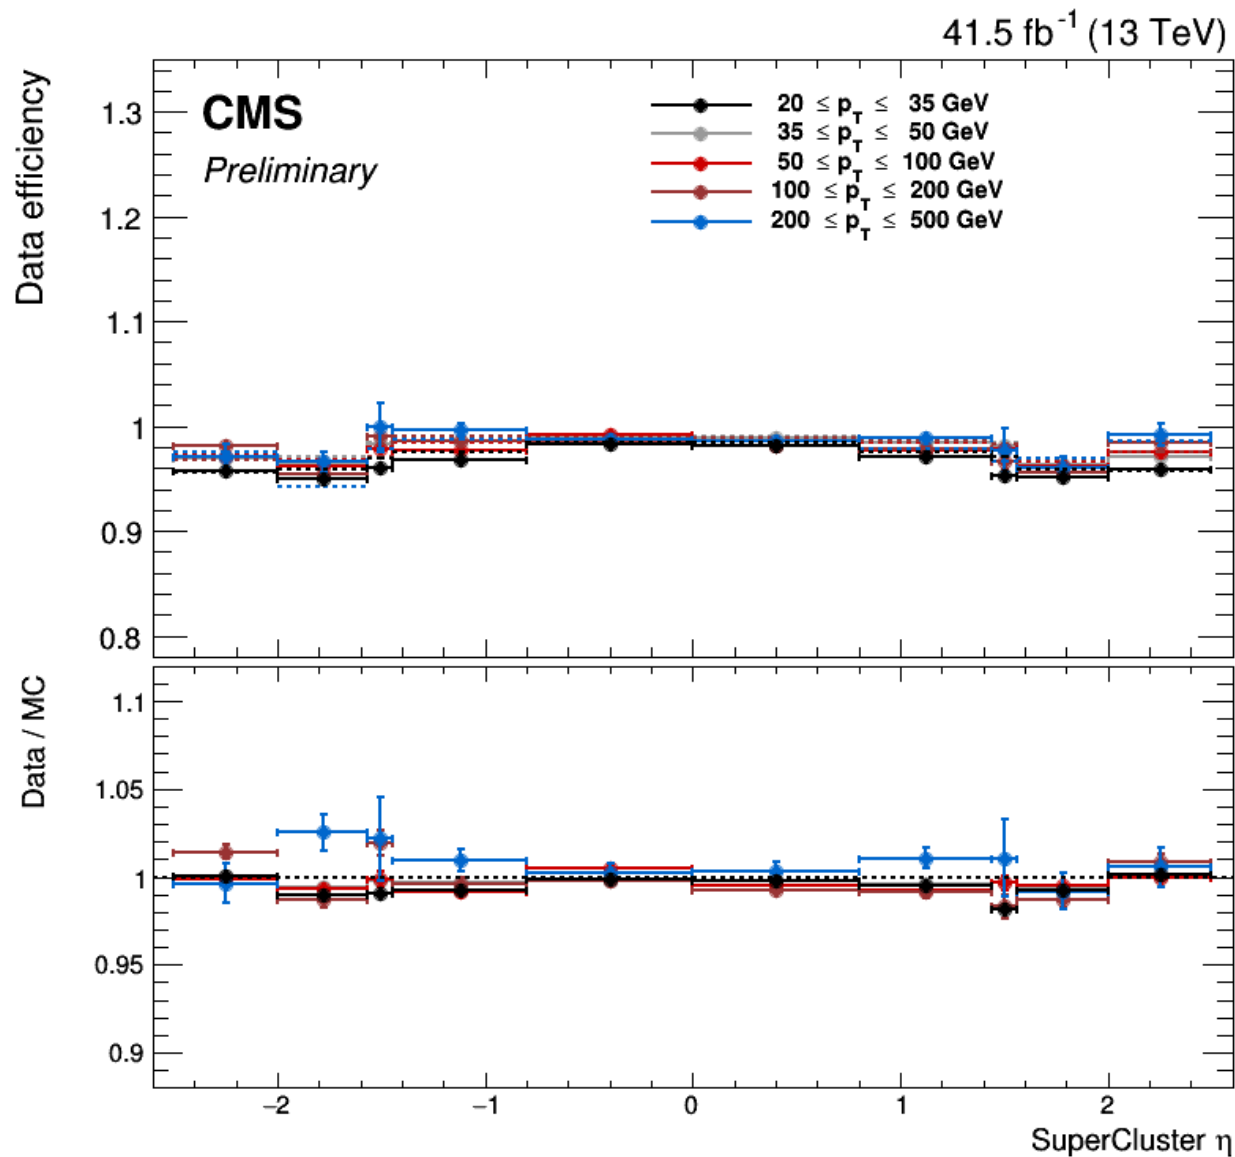 41.5 fb-1 (13 TeV)
Data efficiency
CMS
Preliminary
20 ≤ pT ≤ 35 GeV
35 ≤ pT ≤ 50 GeV
50 ≤ pT ≤ 100 GeV
100 ≤ pT ≤ 200 GeV
200 ≤ pT ≤ 500 GeV
1.3
1.2
1.1
1
0.9
0.8
Data / MC
1.1
1.05
1
0.95
0.9
−2 −1 0 1 2
SuperCluster η